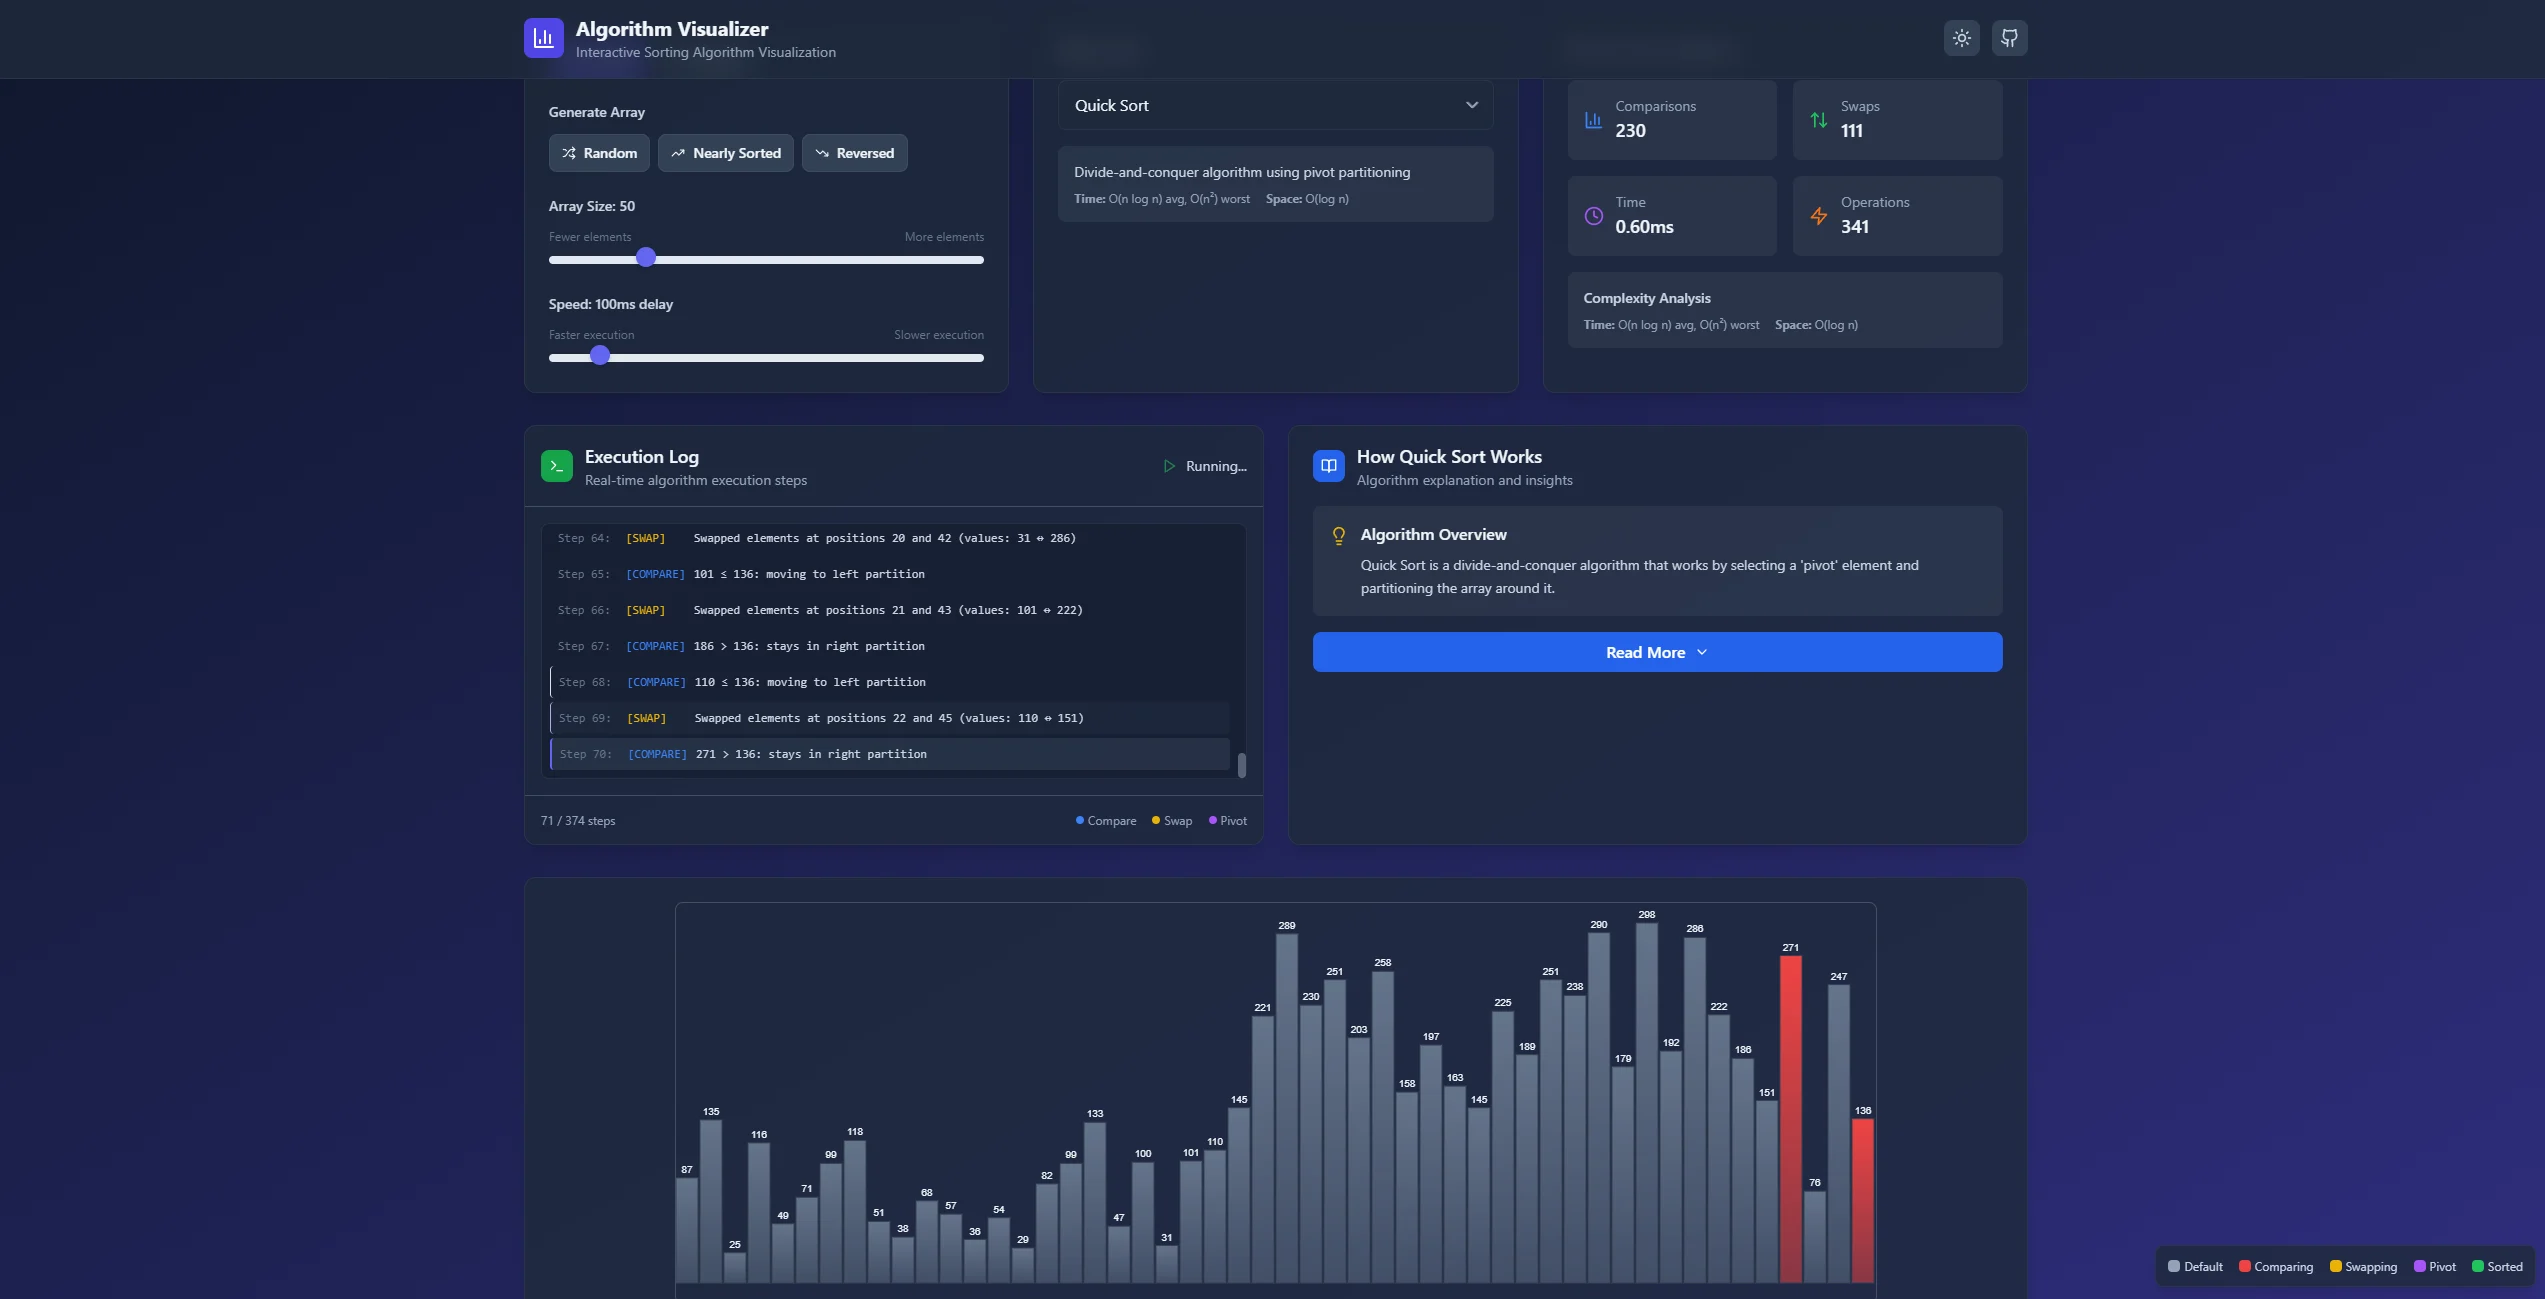 Algorithm Visualizer
Interactive Sorting Algorithm Visualization
Generate Array
Random
Nearly Sorted
Reversed
Array Size: 50
Fewer elements
More elements
Speed: 100ms delay
Faster execution
Slower execution
Quick Sort
Divide-and-conquer algorithm using pivot partitioning
Time: O(n log n) avg, O(n²) worst Space: O(log n)
Comparisons
230
Swaps
111
Time
0.60ms
Operations
341
Complexity Analysis
Time: O(n log n) avg, O(n²) worst Space: O(log n)
Execution Log
Real-time algorithm execution steps
Running...
Step 64: [SWAP] Swapped elements at positions 20 and 42 (values: 31 ↔ 286)
Step 65: [COMPARE] 101 ≤ 136: moving to left partition
Step 66: [SWAP] Swapped elements at positions 21 and 43 (values: 101 ↔ 222)
Step 67: [COMPARE] 186 > 136: stays in right partition
Step 68: [COMPARE] 110 ≤ 136: moving to left partition
Step 69: [SWAP] Swapped elements at positions 22 and 45 (values: 110 ↔ 151)
Step 70: [COMPARE] 271 > 136: stays in right partition
71 / 374 steps
Compare Swap Pivot
How Quick Sort Works
Algorithm explanation and insights
Algorithm Overview
Quick Sort is a divide-and-conquer algorithm that works by selecting a 'pivot' element and
partitioning the array around it.
Read More
87 135 25 116 49 71 99 118 51 38 68 57 36 54 29 82 99 133 47 100 31 101 110 145 221 289 230 251 203 258 158 197 163 145 225 189 251 238 290 179 298 192 286 222 186 151 271 76 247 136
Default Comparing Swapping Pivot Sorted